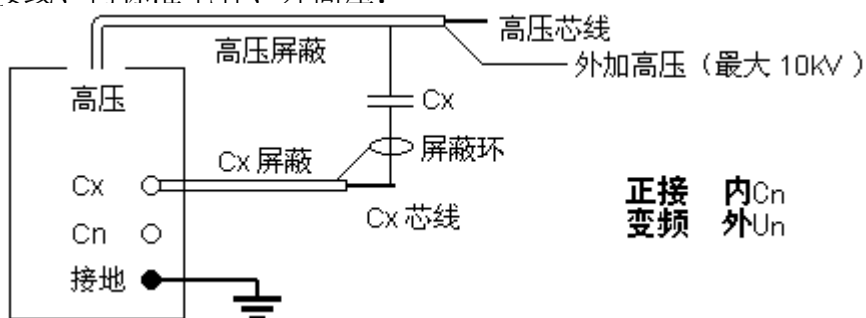 高压芯线
高压屏蔽
外加高压（最大 10KV ）
高压
Cx
屏蔽环
Cx 屏蔽
Cx
Cx 芯线
正接 内Cn
变频 外Un
Cn
接地